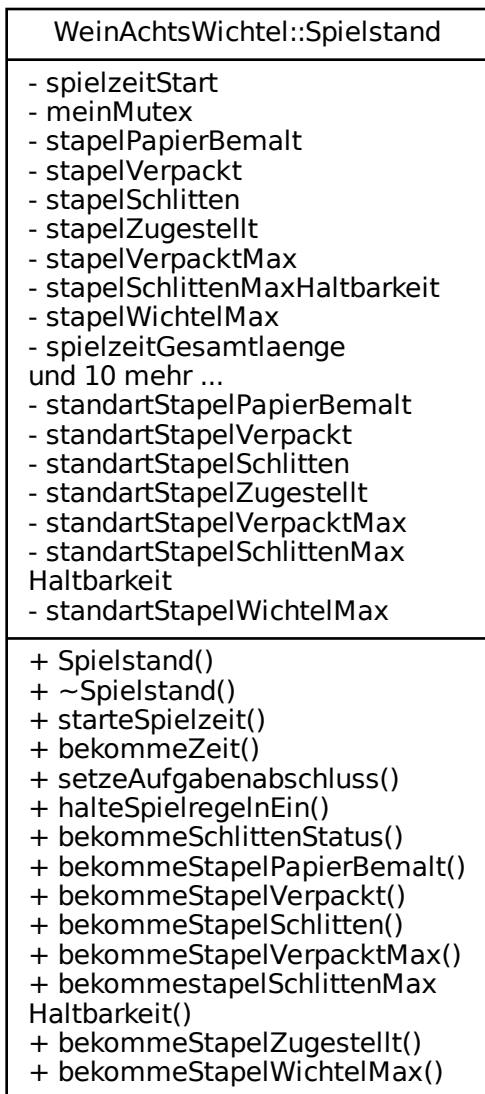 WeinAchtsWichtel::Spielstand
- spielzeitStart
- meinMutex
- stapelPapierBemalt
- stapelVerpackt
- stapelSchlitten
- stapelZugestellt
- stapelVerpacktMax
- stapelSchlittenMaxHaltbarkeit
- stapelWichtelMax
- spielzeitGesamtlaenge
und 10 mehr ...
- standartStapelPapierBemalt
- standartStapelVerpackt
- standartStapelSchlitten
- standartStapelZugestellt
- standartStapelVerpacktMax
- standartStapelSchlittenMax
Haltbarkeit
- standartStapelWichtelMax
+ Spielstand()
+ ~Spielstand()
+ starteSpielzeit()
+ bekommeZeit()
+ setzeAufgabenabschluss()
+ halteSpielregelnEin()
+ bekommeSchlittenStatus()
+ bekommeStapelPapierBemalt()
+ bekommeStapelVerpackt()
+ bekommeStapelSchlitten()
+ bekommeStapelVerpacktMax()
+ bekommestapelSchlittenMax
Haltbarkeit()
+ bekommeStapelZugestellt()
+ bekommeStapelWichtelMax()